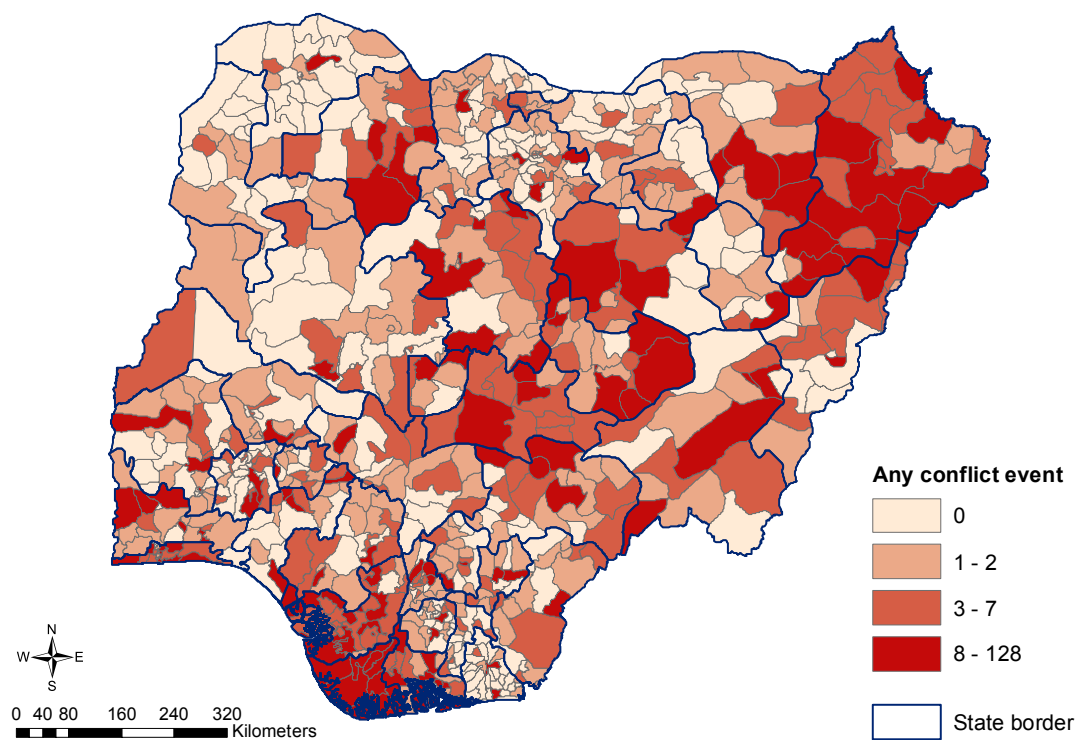 Any conflict event
0
1 - 2
3 - 7
8 - 128
State border
N
W E
S
0 40 80 160 240 320
Kilometers